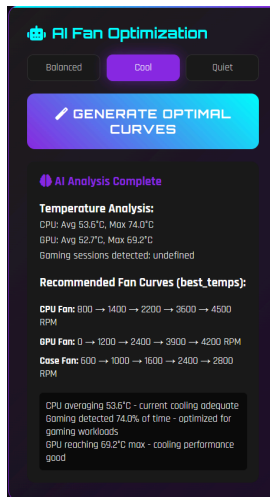 AI Fan Optimization
Balanced
Cool
Quiet
GENERATE OPTIMAL
CURVES
AI Analysis Complete
Temperature Analysis:
CPU: Avg 53.6°C, Max 74.0°C
GPU: Avg 52.7°C, Max 69.2°C
Gaming sessions detected: undefined
Recommended Fan Curves (best_temps):
CPU Fan: 800 → 1400 → 2200 → 3600 → 4500
RPM
GPU Fan: 0 → 1200 → 2400 → 3900 → 4200 RPM
Case Fan: 600 → 1000 → 1600 → 2400 → 2800
RPM
CPU averaging 53.6°C - current cooling adequate
Gaming detected 74.0% of time - optimized for
gaming workloads
GPU reaching 69.2°C max - cooling performance
good